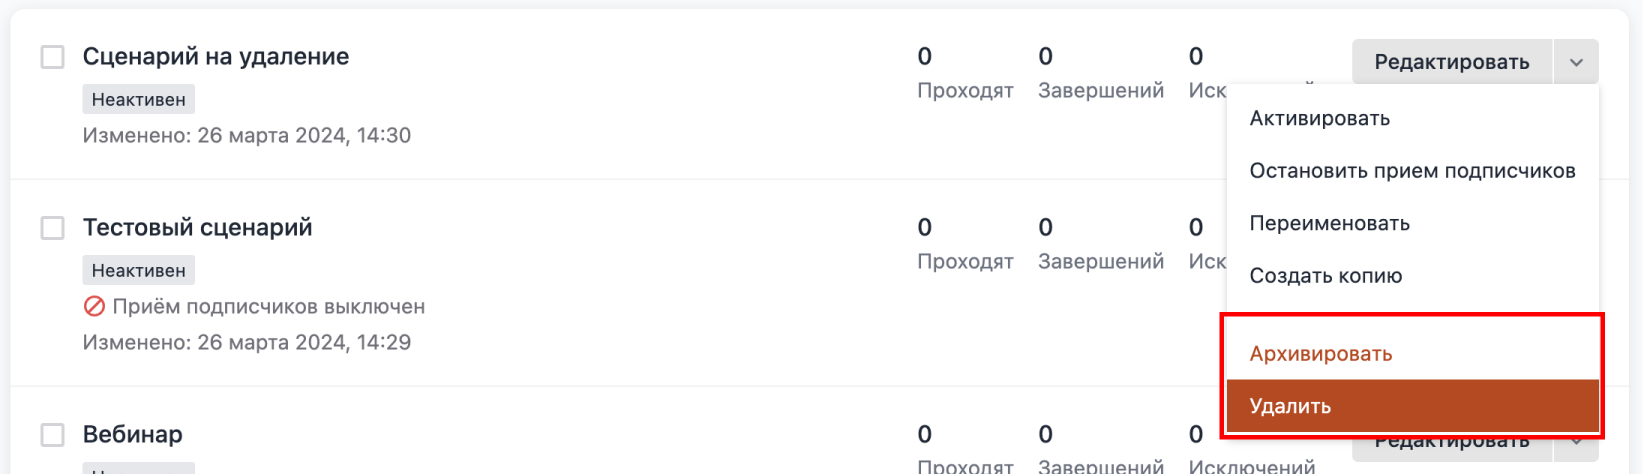 Сценарий на удаление
0 0 0
Редактировать
Неактивен
Проходят Завершений Иск
Изменено: 26 марта 2024, 14:30
Активировать
Остановить прием подписчиков
Переименовать
Создать копию
Архивировать
Удалить
Тестовый сценарий
0 0 0
Неактивен
Проходят Завершений Иск
Приём подписчиков выключен
Изменено: 26 марта 2024, 14:29
Вебинар
0 0 0
Редактировать
Проходят Завершений Исключений